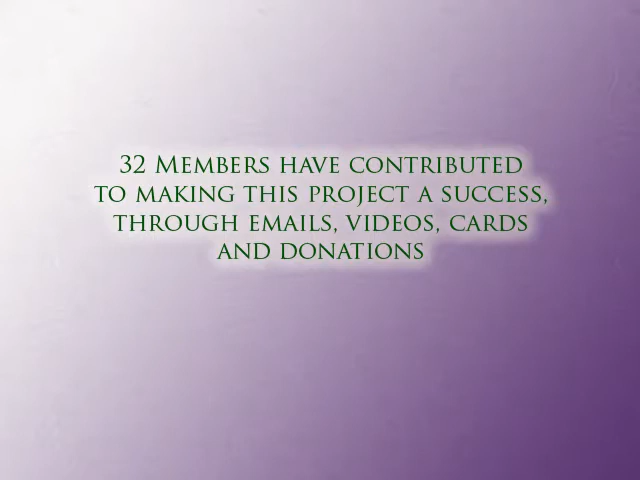 32 Members have contributed
to making this project a success,
through emails, videos, cards
and donations